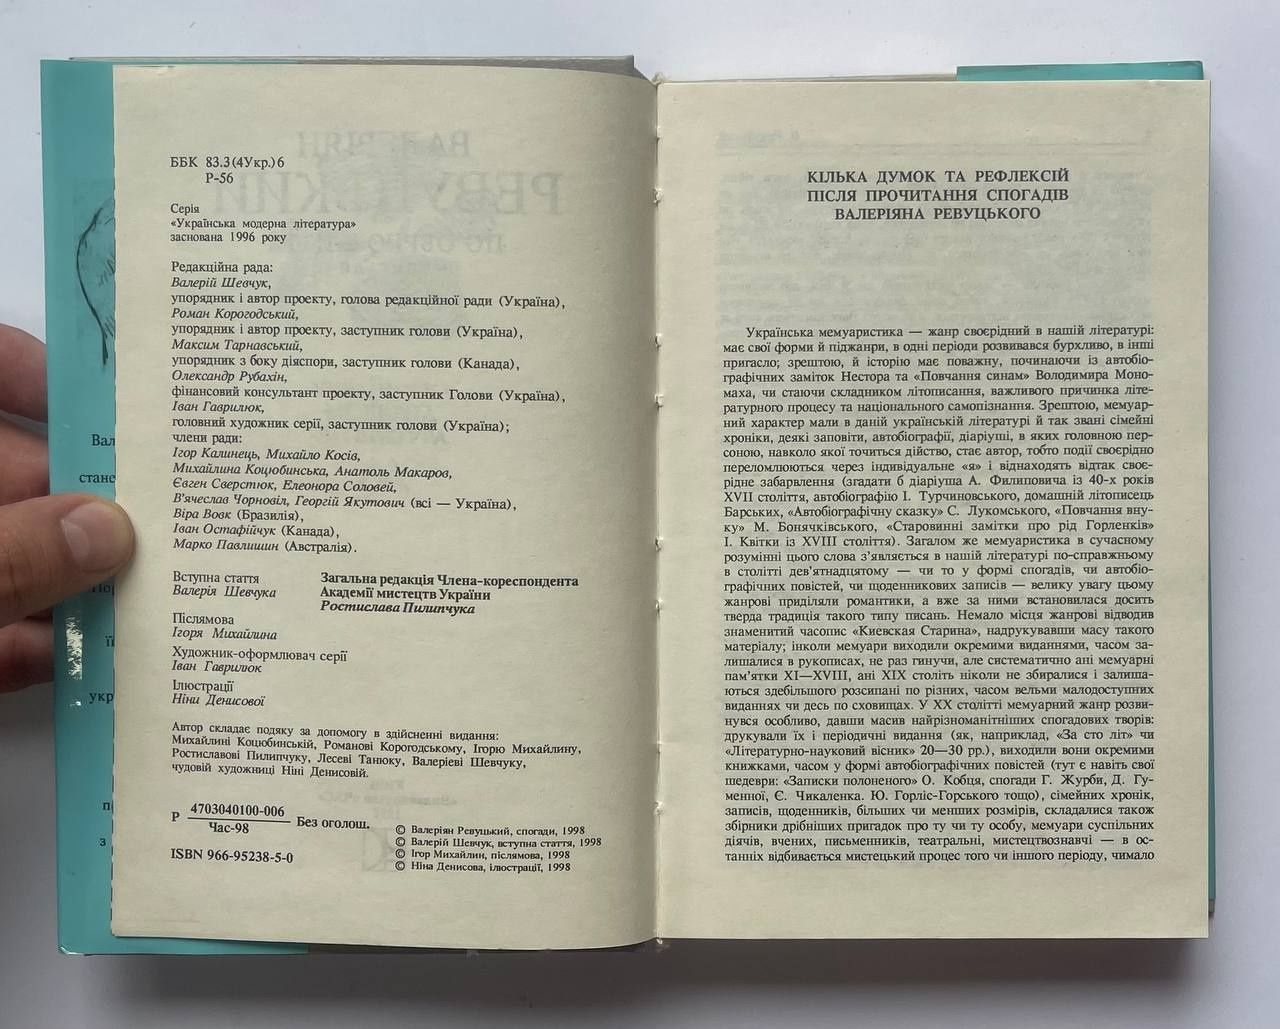 ББК 83.3(4Укр.)6
Р-56
Серія
«Українська модерна література»
заснована 1996 року
Редакційна рада:
Валерій Шевчук,
упорядник і автор проекту, голова редакційної ради (Україна),
Роман Корогодський,
упорядник і автор проекту, заступник голови (Україна),
Максим Тарнавський,
упорядник з боку діяспори, заступник голови (Канада),
Олександр Рубахін,
фінансовий консультант проекту, заступник Голови (Україна),
Іван Гаврилюк,
головний художник серії, заступник голови (Україна);
члени ради:
Ігор Калинець, Михайло Косів,
Михайлина Коцюбинська, Анатоль Макаров,
Євген Сверстюк, Елеонора Соловей,
В'ячеслав Чорновіл, Георгій Якутович (всі — Україна),
Віра Вовк (Бразилія),
Іван Остафійчук (Канада),
Марко Павлишин (Австралія).
Вступна стаття
Валерія Шевчука
Загальна редакція Члена-кореспондента
Академії мистецтв України
Ростислава Пилипчука
Післямова
Ігоря Михайлина
Художник-оформлювач серії
Іван Гаврилюк
Ілюстрації
Ніни Денисової
Автор складає подяку за допомогу в здійсненні видання:
Михайлині Коцюбинській, Романові Корогодському, Ігорю Михайлину,
Ростиславові Пилипчуку, Лесеві Танюку, Валерієві Шевчуку,
чудовій художниці Ніні Денисовій.
Р 4703040100-006
Час-98
Без оголош.
ISBN 966-95238-5-0
© Валеріян Ревуцький, спогади, 1998
© Валерій Шевчук, вступна стаття, 1998
© Ігор Михайлин, післямова, 1998
© Ніна Денисова, ілюстрації, 1998
КІЛЬКА ДУМОК ТА РЕФЛЕКСІЙ
ПІСЛЯ ПРОЧИТАННЯ СПОГАДІВ
ВАЛЕРІЯНА РЕВУЦЬКОГО
Українська мемуаристика — жанр своєрідний в нашій літературі:
має свої форми й піджанри, в одні періоди розвивався бурхливо, в інші
пригасло; зрештою, й історію має поважну, починаючи із автобіо-
графічних заміток Нестора та «Повчання синам» Володимира Моно-
маха, чи стаючи складником літописання, важливого причинка літе-
ратурного процесу та національного самопізнання. Зрештою, мемуар-
ний характер мали в даній українській літературі й так звані сімейні
хроніки, деякі заповіти, автобіографії, діаріуші, в яких головною пер-
соною, навколо якої точиться дійство, стає автор, тобто події своєрідно
переломлюються через індивідуальне «я» і віднаходять відтак своє-
рідне забарвлення (згадати б діаріуша А. Филиповича із 40-х років
XVII століття, автобіографію І. Турчиновського, домашній літописець
Барських, «Автобіографічну сказку» С. Лукомського, «Повчання вну-
ку» М. Бонячківського, «Старовинні замітки про рід Горленків»
І. Квітки із XVIII століття). Загалом же мемуаристика в сучасному
розумінні цього слова з'являється в нашій літературі по-справжньому
в столітті дев'ятнадцятому — чи то у формі спогадів, чи автобіо-
графічних повістей, чи щоденникових записів — велику увагу цьому
жанрові приділяли романтики, а вже за ними встановилася досить
тверда традиція такого типу писань. Немало місця жанрові відводив
знаменитий часопис «Киевская Старина», надрукувавши масу такого
матеріалу; інколи мемуари виходили окремими виданнями, часом за-
лишалися в рукописах, не раз гинучи, але систематично ані мемуарні
пам'ятки XI—XVIII, ані XIX століть ніколи не збиралися і залиша-
ються здебільшого розсипані по різних, часом вельми малодоступних
виданнях чи десь по сховищах. У XX столітті мемуарний жанр розви-
нувся особливо, давши масив найрізноманітніших спогадових творів:
друкували їх і періодичні видання (як, наприклад, «За сто літ» чи
«Літературно-науковий вісник» 20—30 рр.), виходили вони окремими
книжками, часом у формі автобіографічних повістей (тут є навіть свої
шедеври: «Записки полоненого» О. Кобця, спогади Г. Журби, Д. Гу-
менної, Є. Чикаленка. Ю. Горліс-Горського тощо), сімейних хронік,
записів, щоденників, більших чи менших розмірів, складалися також
збірники дрібніших пригадок про ту чи ту особу, мемуари суспільних
діячів, вчених, письменників, театральні, мистецтвознавчі — в ос-
танніх відбивається мистецький процес того чи іншого періоду, чимало